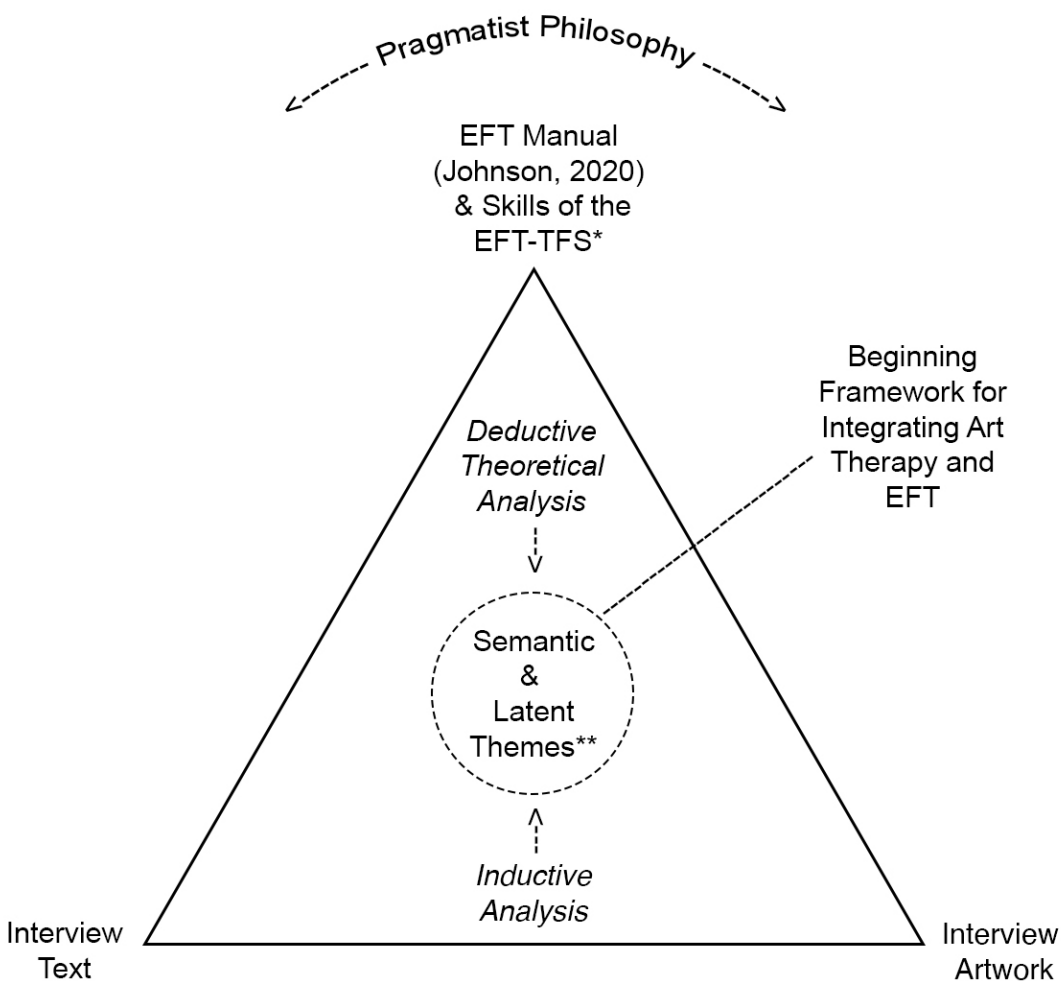 Pragmatist Philosophy
EFT Manual
(Johnson, 2020)
& Skills of the
EFT-TFS*
Beginning
Framework for
Integrating Art
Therapy and
EFT
Deductive
Theoretical
Analysis
Semantic
&
Latent
Themes**
Inductive
Analysis
Interview
Text
Interview
Artwork